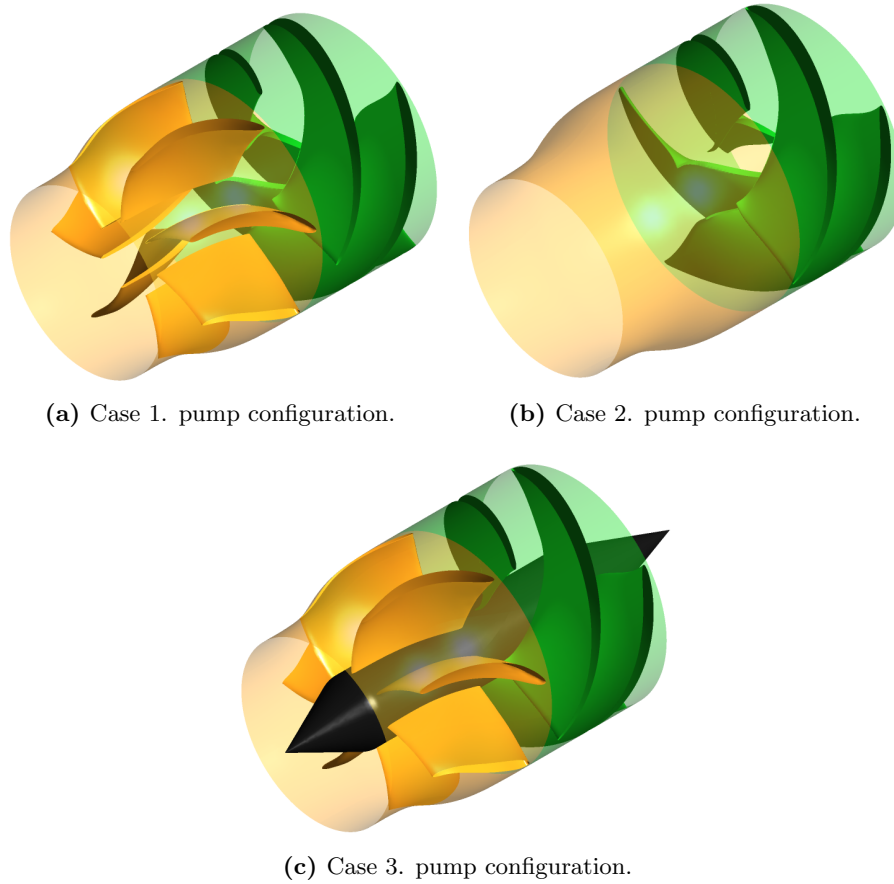 (a) Case 1. pump configuration.
(b) Case 2. pump configuration.
(c) Case 3. pump configuration.